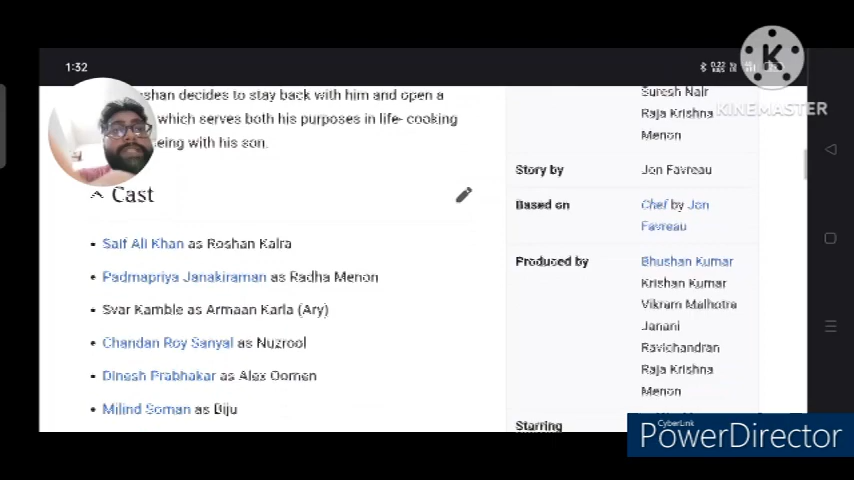 1:32
KINEMASTER
shan decides to stay back with him and open a
which serves both his purposes in life- cooking
eing with his son.
Cast
Saif Ali Khan as Roshan Kalra
Padmapriya Janakiraman as Radha Menon
Svar Kamble as Armaan Karla (Ary)
Chandan Roy Sanyal as Nuzrool
Dinesh Prabhakar as Alex Oomen
Milind Soman as Biju
Suresh Nair
Raja Krishna
Menon
Story by Jon Favreau
Based on Chef by Jon
Favreau
Produced by Bhushan Kumar
Krishan Kumar
Vikram Malhotra
Janani
Ravichandran
Raja Krishna
Menon
Starring
CyberLink
PowerDirector